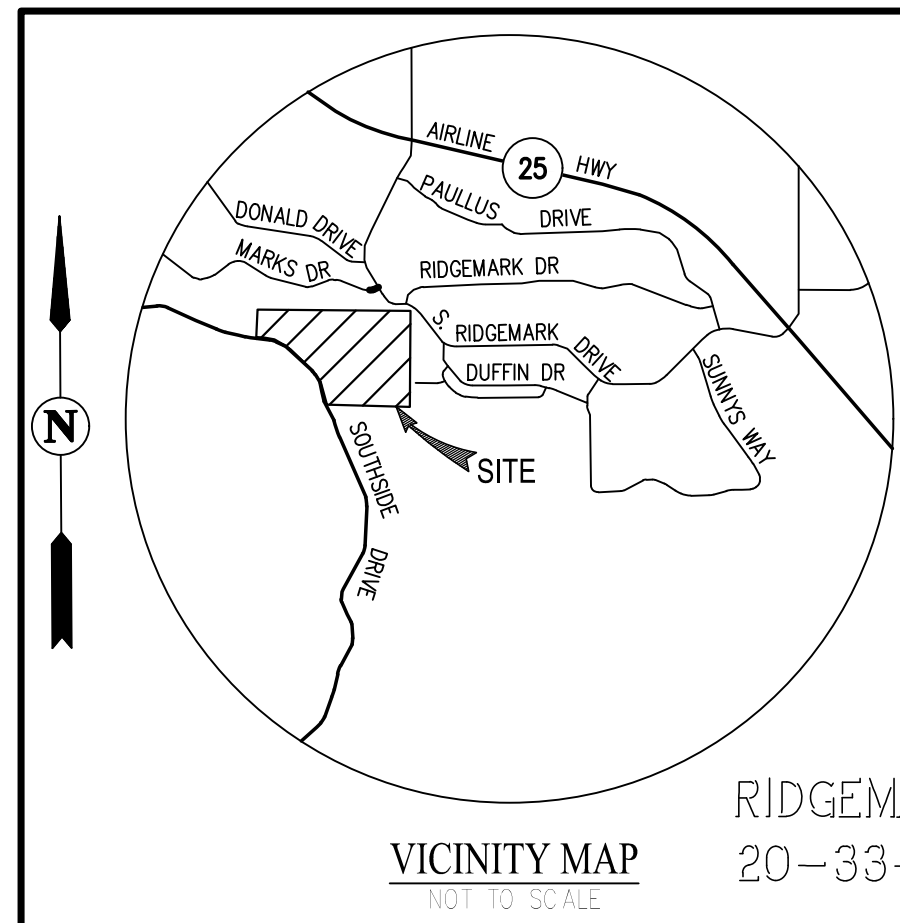 AIRLINE 25 HWY
PAULLUS DRIVE
DONALD DRIVE
MARKS DR
RIDGEMARK DR
S. RIDGEMARK DRIVE
DUFFIN DR
SUNNYS WAY
N
SITE
SOUTHSIDE DRIVE
RIDGEM
20-33-
VICINITY MAP
NOT TO SCALE